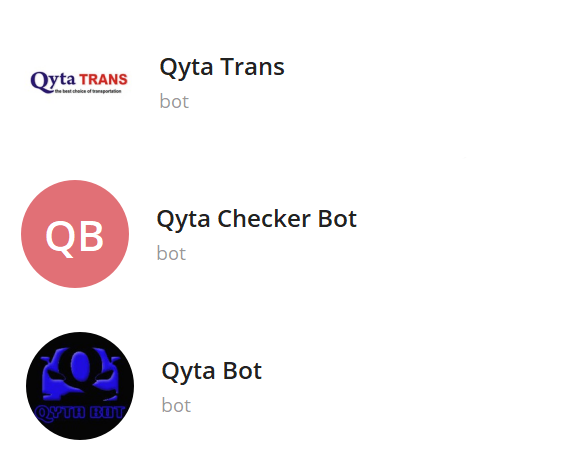 Qyta TRANS
the best choice of transportation
Qyta Trans
bot
QB
Qyta Checker Bot
bot
QYTA BOT
Qyta Bot
bot